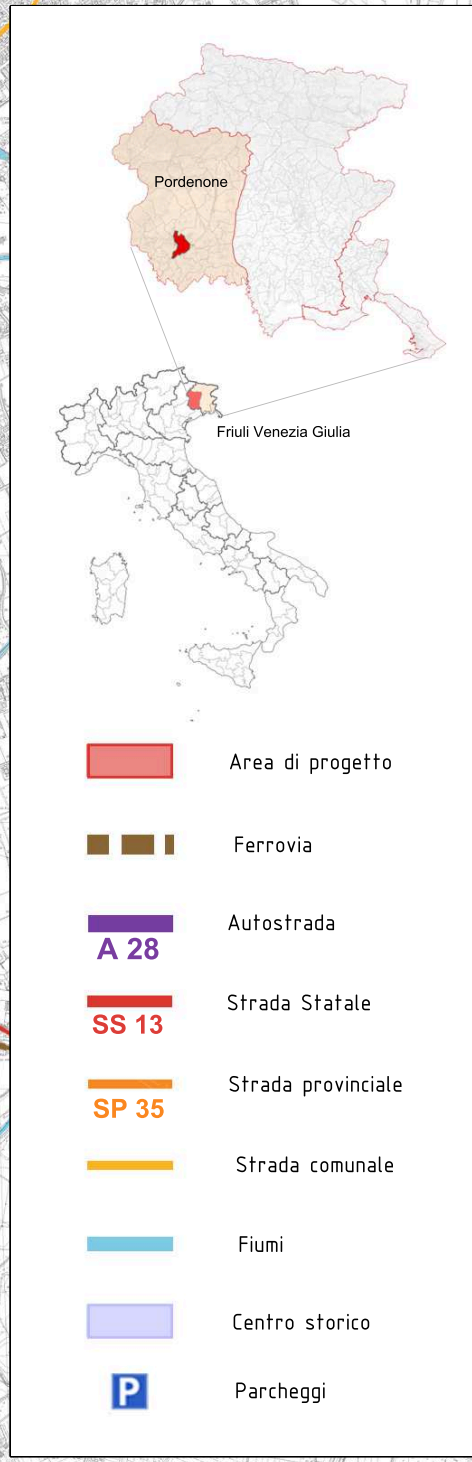 Pordenone
Friuli Venezia Giulia
Area di progetto
Ferrovia
Autostrada
A 28
Strada Statale
SS 13
Strada provinciale
SP 35
Strada comunale
Fiumi
Centro storico
P
Parcheggi